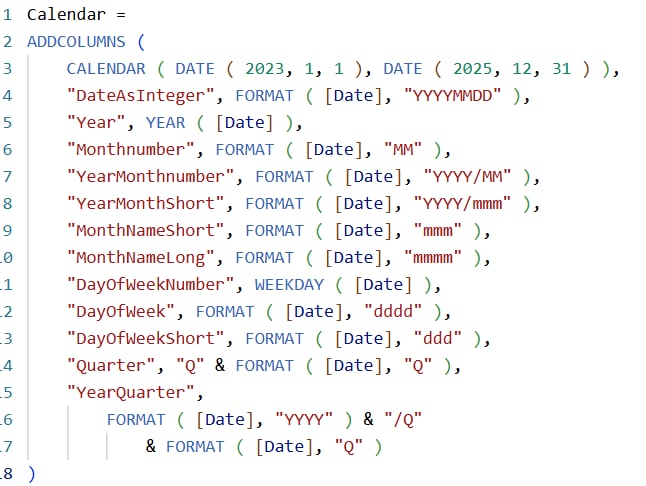 1 Calendar =
2 ADDCOLUMNS (
3 CALENDAR ( DATE ( 2023, 1, 1 ), DATE ( 2025, 12, 31 ) ),
4 "DateAsInteger", FORMAT ( [Date], "YYYYMMDD" ),
5 "Year", YEAR ( [Date] ),
6 "Monthnumber", FORMAT ( [Date], "MM" ),
7 "YearMonthnumber", FORMAT ( [Date], "YYYY/MM" ),
8 "YearMonthShort", FORMAT ( [Date], "YYYY/mmm" ),
9 "MonthNameShort", FORMAT ( [Date], "mmm" ),
10 "MonthNameLong", FORMAT ( [Date], "mmmm" ),
11 "DayOfWeekNumber", WEEKDAY ( [Date] ),
12 "DayOfWeek", FORMAT ( [Date], "dddd" ),
13 "DayOfWeekShort", FORMAT ( [Date], "ddd" ),
14 "Quarter", "Q" & FORMAT ( [Date], "Q" ),
15 "YearQuarter",
16 FORMAT ( [Date], "YYYY" ) & "/Q"
17 & FORMAT ( [Date], "Q" )
18 )